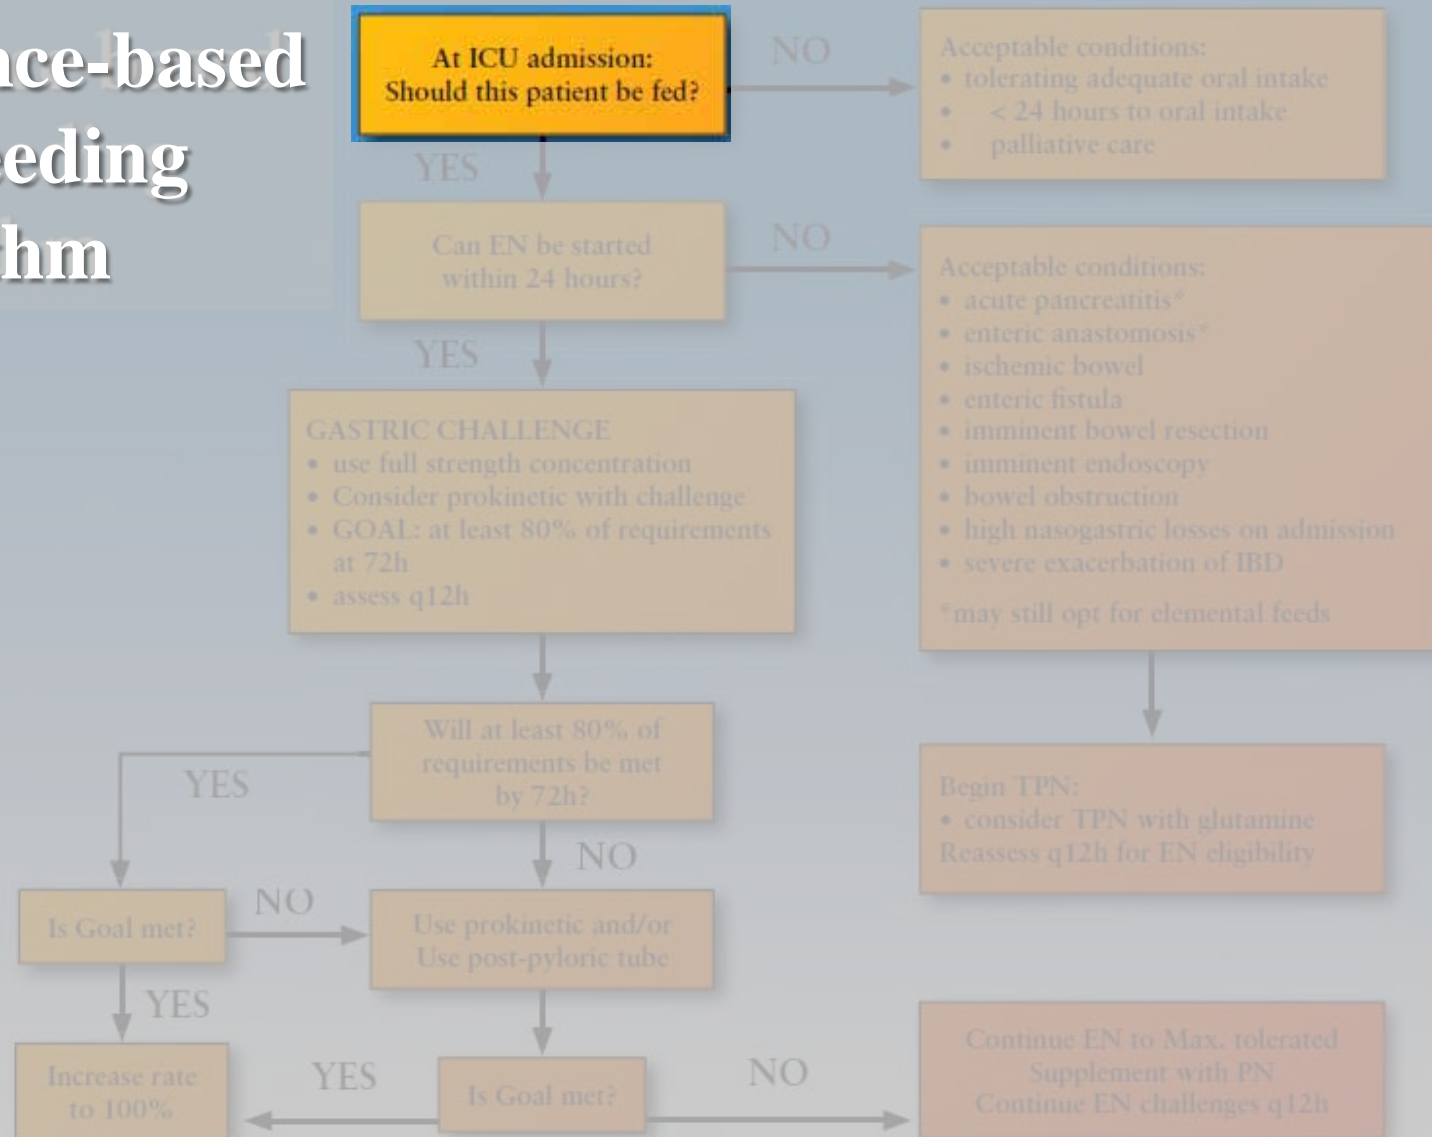 nce-based
eeding
thm
At ICU admission:
Should this patient be fed?
NO
Acceptable conditions:
• tolerating adequate oral intake
• < 24 hours to oral intake
• palliative care
YES
Can EN be started
within 24 hours?
NO
Acceptable conditions:
• acute pancreatitis*
• enteric anastomosis*
• ischemic bowel
• enteric fistula
• imminent bowel resection
• imminent endoscopy
• bowel obstruction
• high nasogastric losses on admission
• severe exacerbation of IBD
*may still opt for elemental feeds
YES
GASTRIC CHALLENGE
• use full strength concentration
• Consider prokinetic with challenge
• GOAL: at least 80% of requirements
at 72h
• assess q12h
Will at least 80% of
requirements be met
by 72h?
YES
NO
Begin TPN:
• consider TPN with glutamine
Reassess q12h for EN eligibility
Is Goal met?
NO
Use prokinetic and/or
Use post-pyloric tube
YES
Increase rate
to 100%
YES
Is Goal met?
NO
Continue EN to Max. tolerated
Supplement with PN
Continue EN challenges q12h